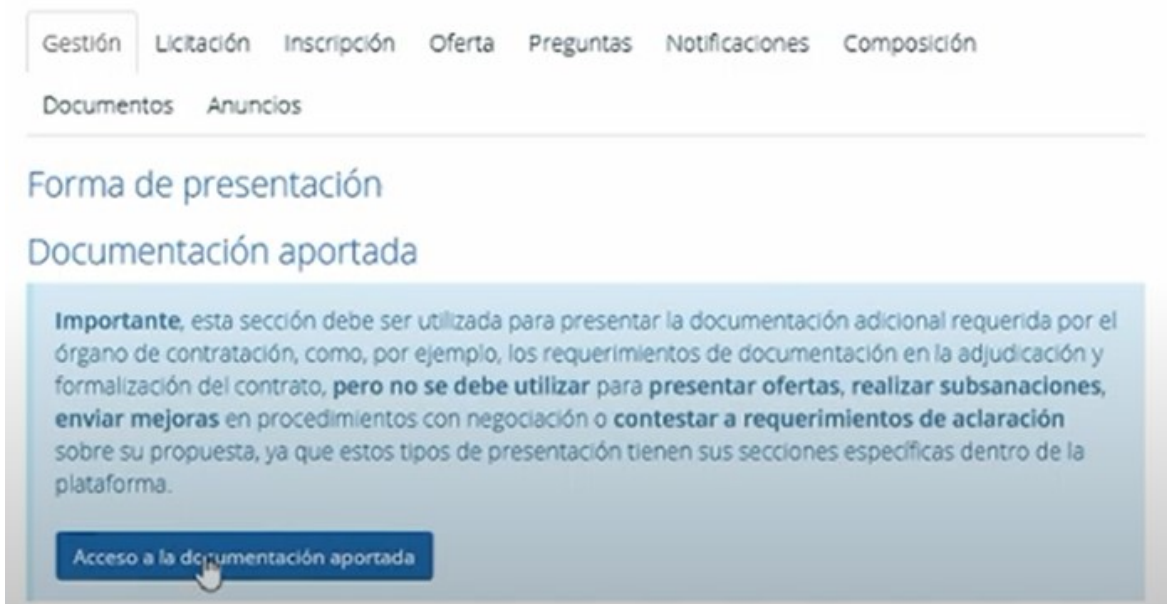 Gestión Licitación Inscripción Oferta Preguntas Notificaciones Composición
Documentos Anuncios
Forma de presentación
Documentación aportada
Importante, esta sección debe ser utilizada para presentar la documentación adicional requerida por el
órgano de contratación, como, por ejemplo, los requerimientos de documentación en la adjudicación y
formalización del contrato, pero no se debe utilizar para presentar ofertas, realizar subsanaciones,
enviar mejoras en procedimientos con negociación o contestar a requerimientos de aclaración
sobre su propuesta, ya que estos tipos de presentación tienen sus secciones específicas dentro de la
plataforma.
Acceso a la documentación aportada